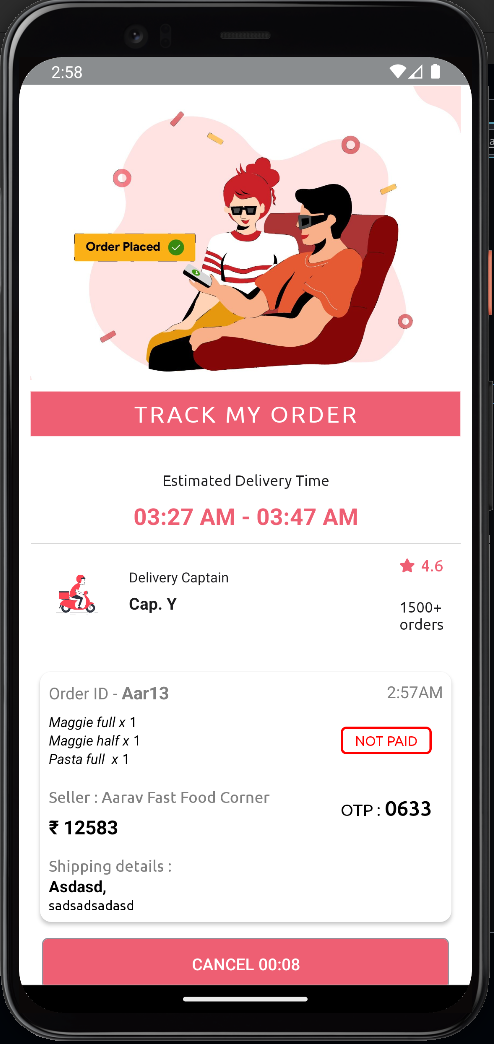 2:58
Order Placed
TRACK MY ORDER
Estimated Delivery Time
03:27 AM - 03:47 AM
Delivery Captain
Cap. Y
4.6
1500+
orders
Order ID - Aar13
2:57AM
Maggie full x 1
Maggie half x 1
Pasta full  x 1
NOT PAID
Seller : Aarav Fast Food Corner
₹ 12583
OTP : 0633
Shipping details :
Asdasd,
sadsadsadasd
CANCEL 00:08